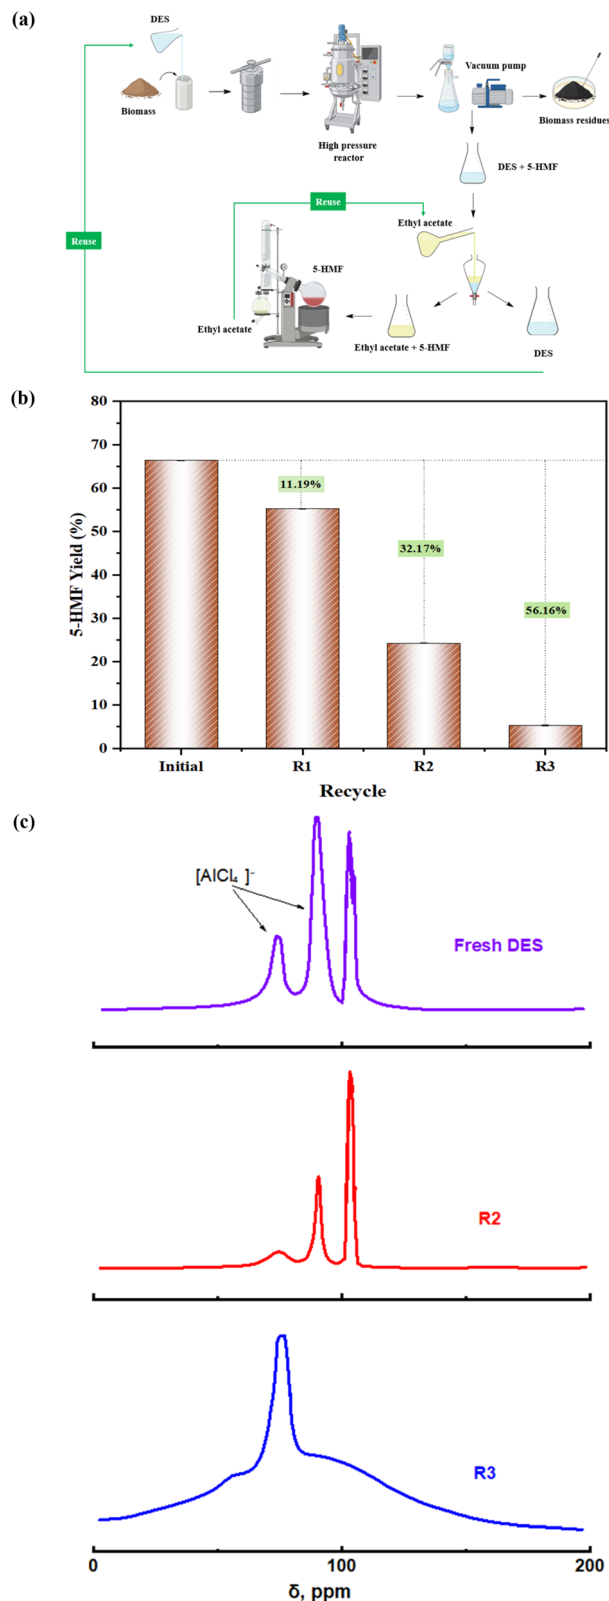 (a)
DES
Biomass
High pressure
reactor
Vacuum pump
Biomass residues
DES + 5-HMF
Reuse
Ethyl acetate
Reuse
5-HMF
Ethyl acetate
Ethyl acetate + 5-HMF
DES
(b)
80
70
60
50
40
30
20
10
0
5-HMF Yield (%)
11.19%
32.17%
56.16%
Initial
R1
R2
R3
Recycle
(c)
[AlCl₄ ]⁻
Fresh DES
R2
R3
0
100
200
δ, ppm